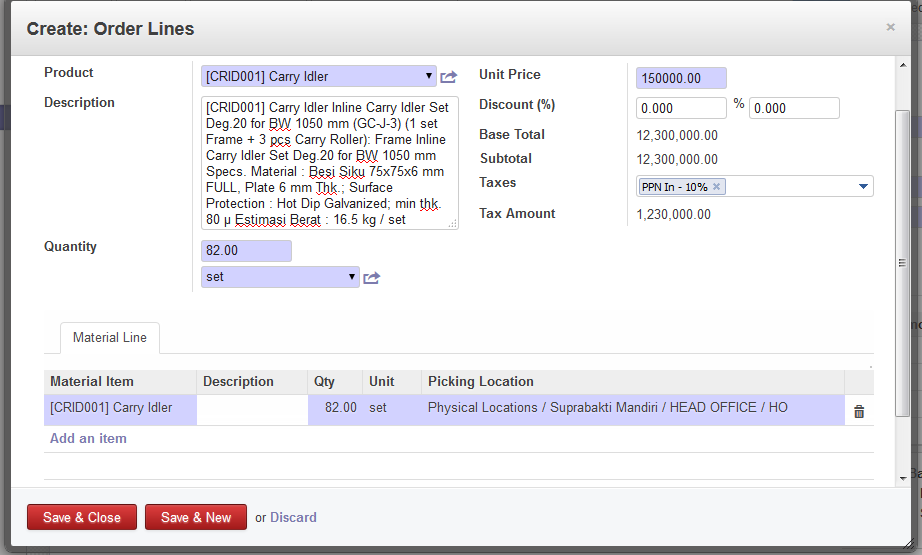 Create: Order Lines
×
Product
[CRID001] Carry Idler
Description
[CRID001] Carry Idler Inline Carry Idler Set
Deg.20 for BW 1050 mm (GC-J-3) (1 set
Frame + 3 pcs Carry Roller): Frame Inline
Carry Idler Set Deg.20 for BW 1050 mm
Specs. Material : Besi Siku 75x75x6 mm
FULL, Plate 6 mm Thk.; Surface
Protection : Hot Dip Galvanized; min thk.
80 µ Estimasi Berat : 16.5 kg / set
Quantity
82.00
set
Unit Price
150000.00
Discount (%)
0.000 % 0.000
Base Total
12,300,000.00
Subtotal
12,300,000.00
Taxes
PPN In - 10% ×
Tax Amount
1,230,000.00
Material Line
Material Item Description Qty Unit Picking Location
[CRID001] Carry Idler 82.00 set Physical Locations / Suprabakti Mandiri / HEAD OFFICE / HO
Add an item
Save & Close Save & New or Discard